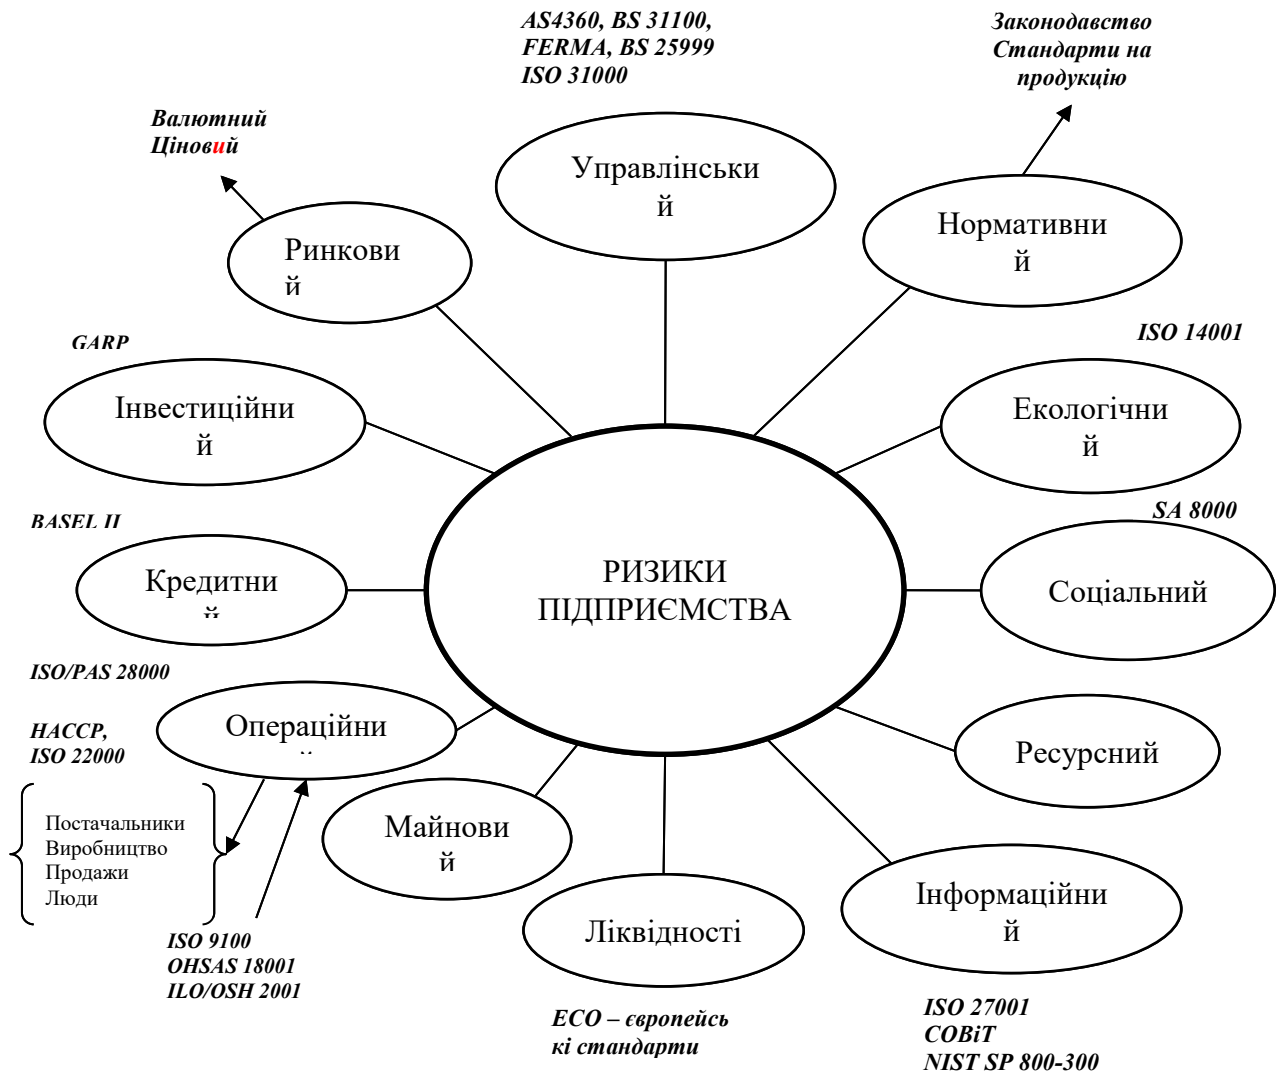 AS4360, BS 31100,
FERMA, BS 25999
ISO 31000
Законодавство
Стандарти на
продукцію
Валютний
Ціновий
Управлінськи
й
Нормативни
й
Ринкови
й
GARP
ISO 14001
Інвестиційни
й
Екологічни
й
BASEL II
SA 8000
Кредитни
й
РИЗИКИ
ПІДПРИЄМСТВА
Соціальний
ISO/PAS 28000
Операційни
й
HACCP,
ISO 22000
Ресурсний
Постачальники
Виробництво
Продажи
Люди
Майнови
й
Ліквідності
Інформаційни
й
ISO 9100
OHSAS 18001
ILO/OSH 2001
ECO – європейсь
кі стандарти
ISO 27001
COBiT
NIST SP 800-300